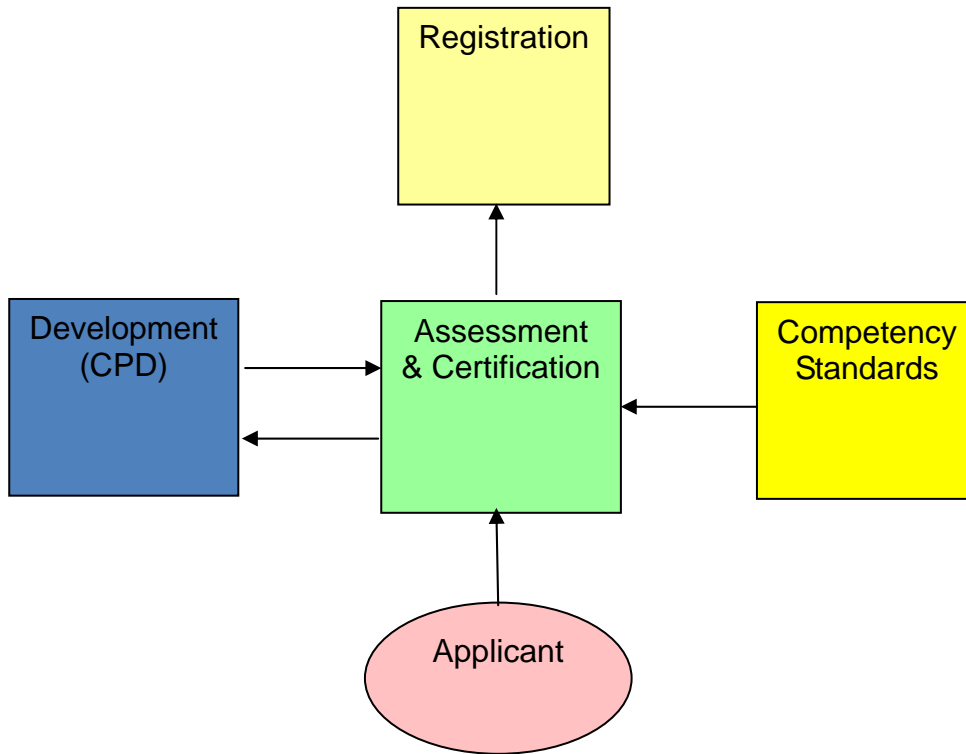 Registration
Development
(CPD)
Assessment
& Certification
Competency
Standards
Applicant